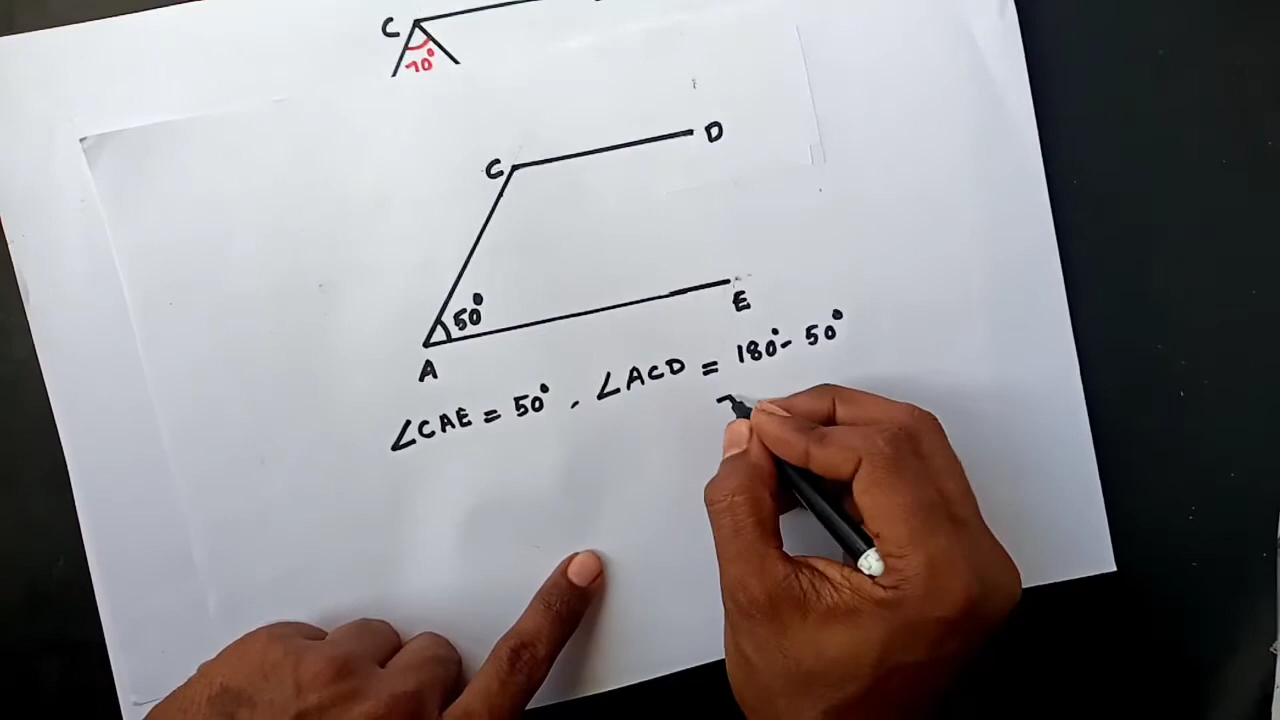 C
70°
C
D
50°
E
A
∠CAE = 50°, ∠ACD = 180° - 50°
=